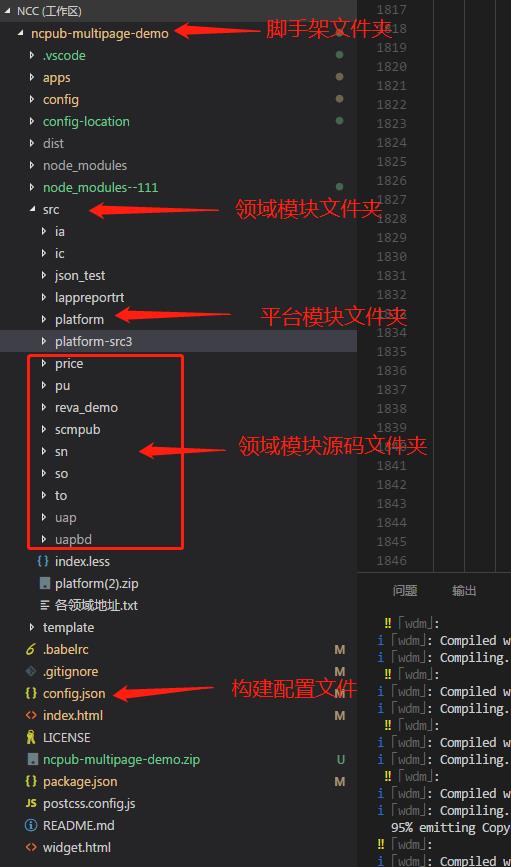 NCC (工作区)
ncpub-multipage-demo
脚手架文件夹
.vscode
apps
config
config-location
dist
node_modules
node_modules--111
src
领域模块文件夹
ia
ic
json_test
lappreportrt
platform
平台模块文件夹
platform-src3
price
pu
reva_demo
scmpub
领域模块源码文件夹
sn
so
to
uap
uapbd
index.less
platform(2).zip
各领域地址.txt
template
.babelrc M
.gitignore M
config.json M
构建配置文件
index.html M
LICENSE
ncpub-multipage-demo.zip U
package.json M
postcss.config.js
README.md
widget.html
1817
1818
1819
1820
1821
1822
1823
1824
1825
1826
1827
1828
1829
1830
1831
1832
1833
1834
1835
1836
1837
1838
1839
1840
1841
1842
1843
1844
1845
1846
问题 输出
‼ ｢wdm｣:
i ｢wdm｣: Compiled w
i ｢wdm｣: Compiling.
‼ ｢wdm｣:
i ｢wdm｣: Compiled w
i ｢wdm｣: Compiling.
‼ ｢wdm｣:
i ｢wdm｣: Compiled w
i ｢wdm｣: Compiling.
‼ ｢wdm｣:
i ｢wdm｣: Compiled w
i ｢wdm｣: Compiling.
95% emitting Copy
‼ ｢wdm｣:
i ｢wdm｣: Compiled w